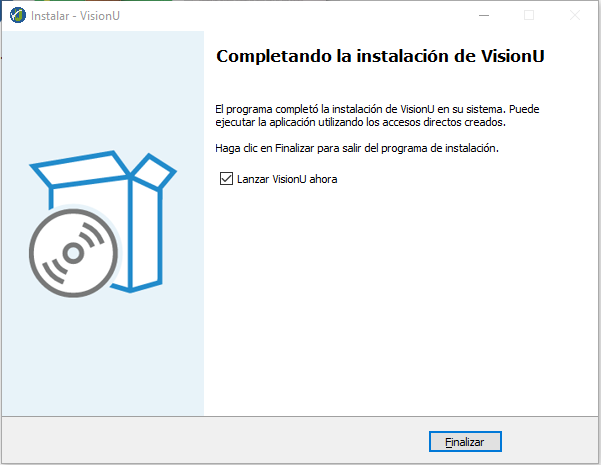 Instalar - VisionU
Completando la instalación de VisionU
El programa completó la instalación de VisionU en su sistema. Puede
ejecutar la aplicación utilizando los accesos directos creados.
Haga clic en Finalizar para salir del programa de instalación.
Lanzar VisionU ahora
Finalizar